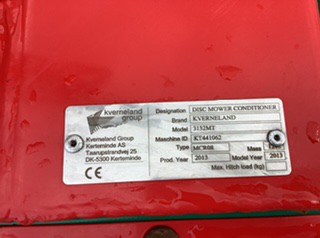 kverneland
group
Kverneland Group
Kerteminde AS
Taarupstrandvej 25
DK-5300 Kerteminde
CE
Designation DISC MOWER CONDITIONER
Brand KVERNELAND
Model 3132MT
Maschine ID KT441062
Type MCR08 Mass
Prod. Year 2013 Model Year 2013
Max. Hitch load (kg)